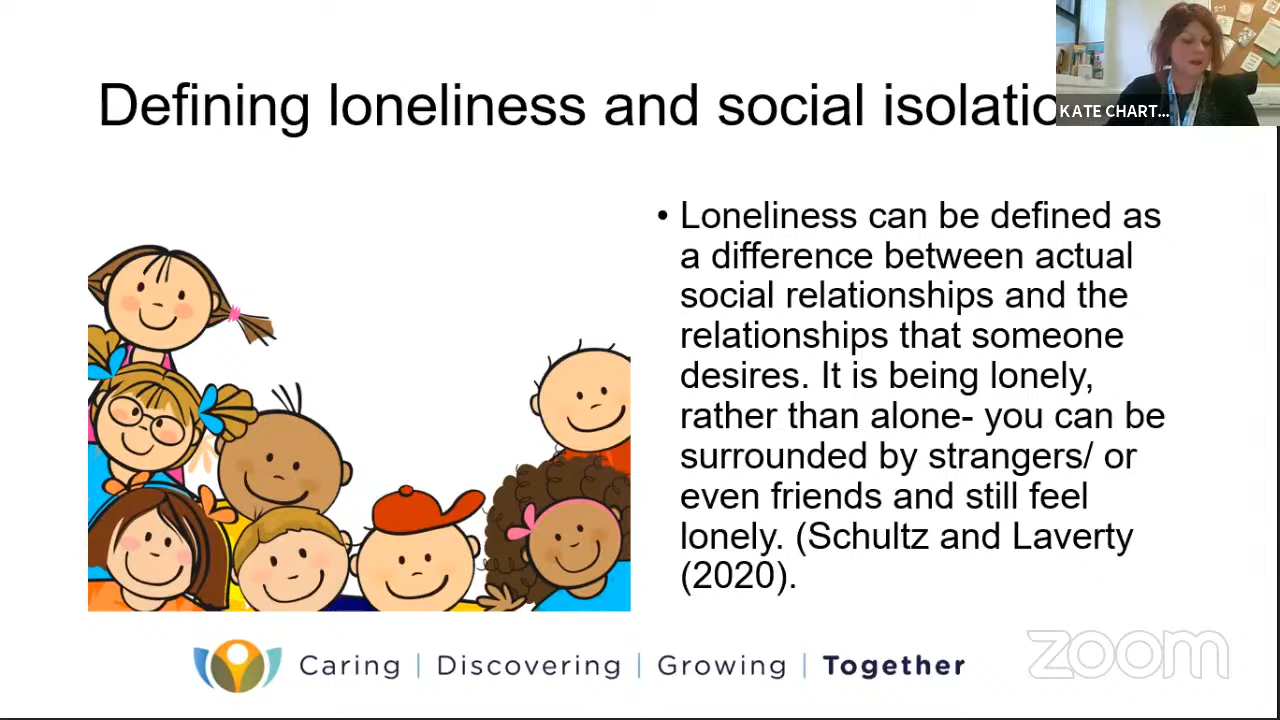 Defining loneliness and social isolatio
KATE CHART...
• Loneliness can be defined as
a difference between actual
social relationships and the
relationships that someone
desires. It is being lonely,
rather than alone- you can be
surrounded by strangers/ or
even friends and still feel
lonely. (Schultz and Laverty
(2020).
Caring | Discovering | Growing | Together
zoom